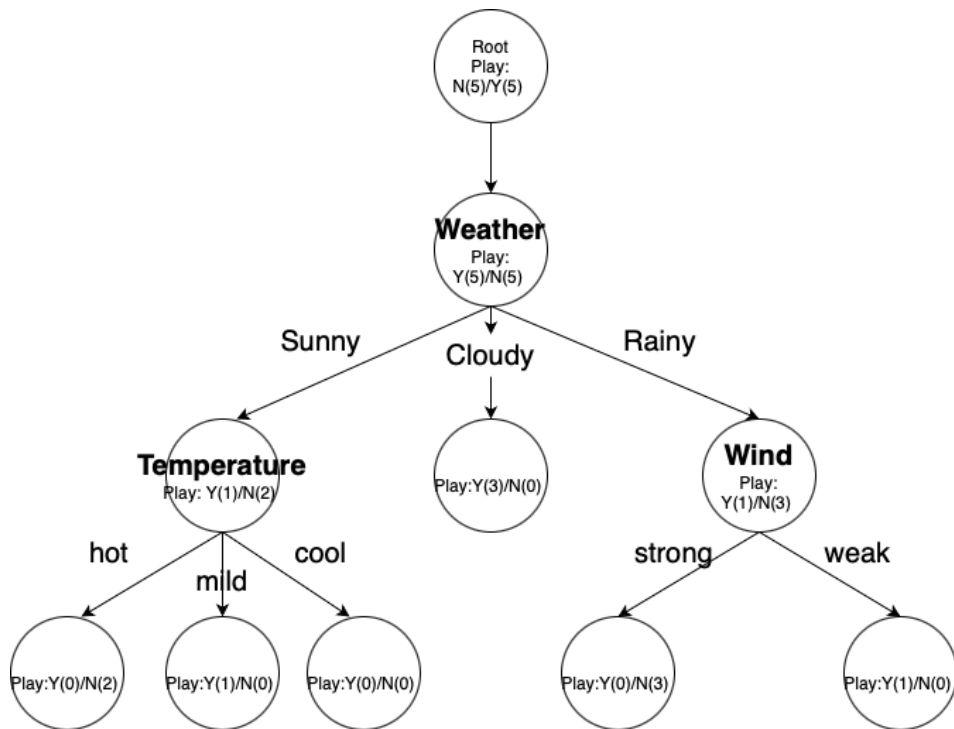 Root
Play:
N(5)/Y(5)
Weather
Play:
Y(5)/N(5)
Sunny
Cloudy
Rainy
Temperature
Play: Y(1)/N(2)
Play:Y(3)/N(0)
Wind
Play:
Y(1)/N(3)
hot
mild
cool
strong
weak
Play:Y(0)/N(2)
Play:Y(1)/N(0)
Play:Y(0)/N(0)
Play:Y(0)/N(3)
Play:Y(1)/N(0)